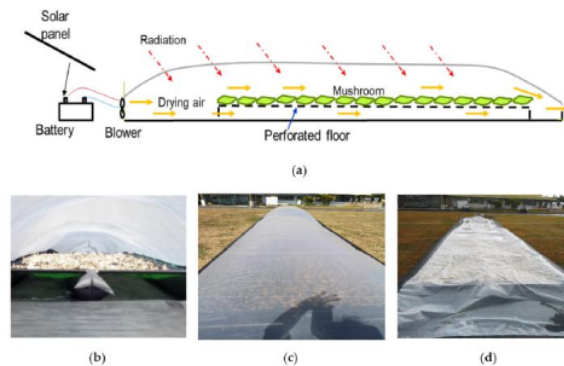 Solar
panel
Radiation
Mushroom
Drying air
Battery
Blower
Perforated floor
(a)
(b)
(c)
(d)